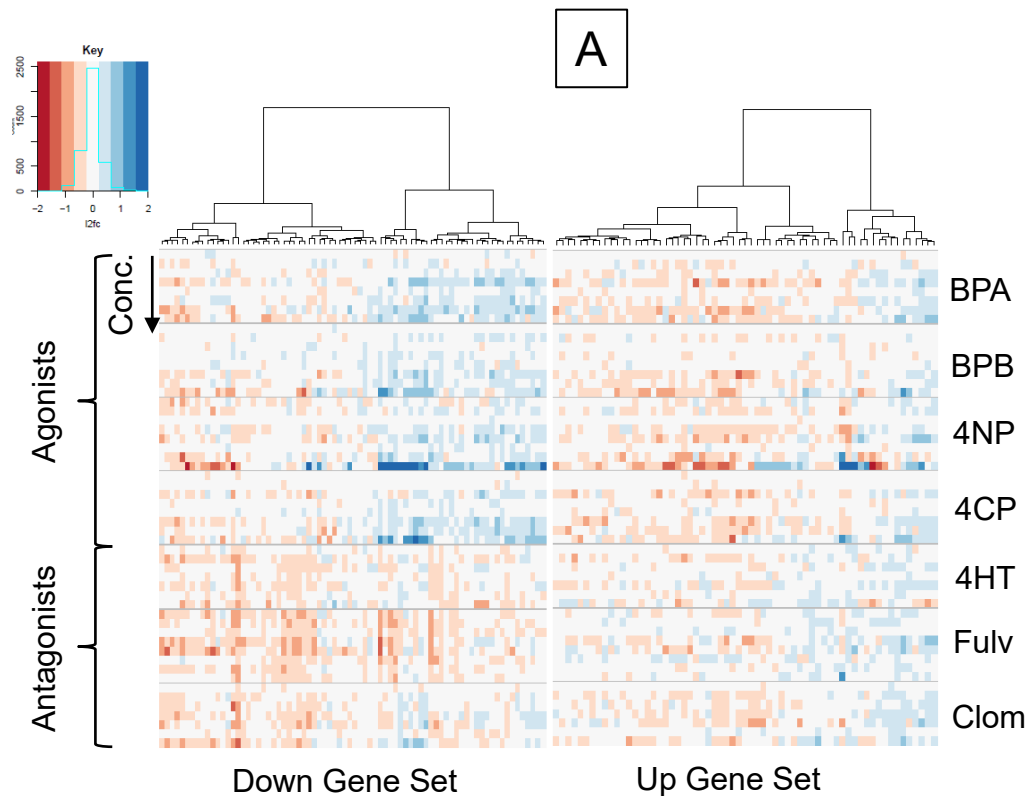 A
Key
0 500 1500 2500
−2 −1 0 1 2
l2fc
Conc.
Agonists
Antagonists
BPA
BPB
4NP
4CP
4HT
Fulv
Clom
Down Gene Set
Up Gene Set